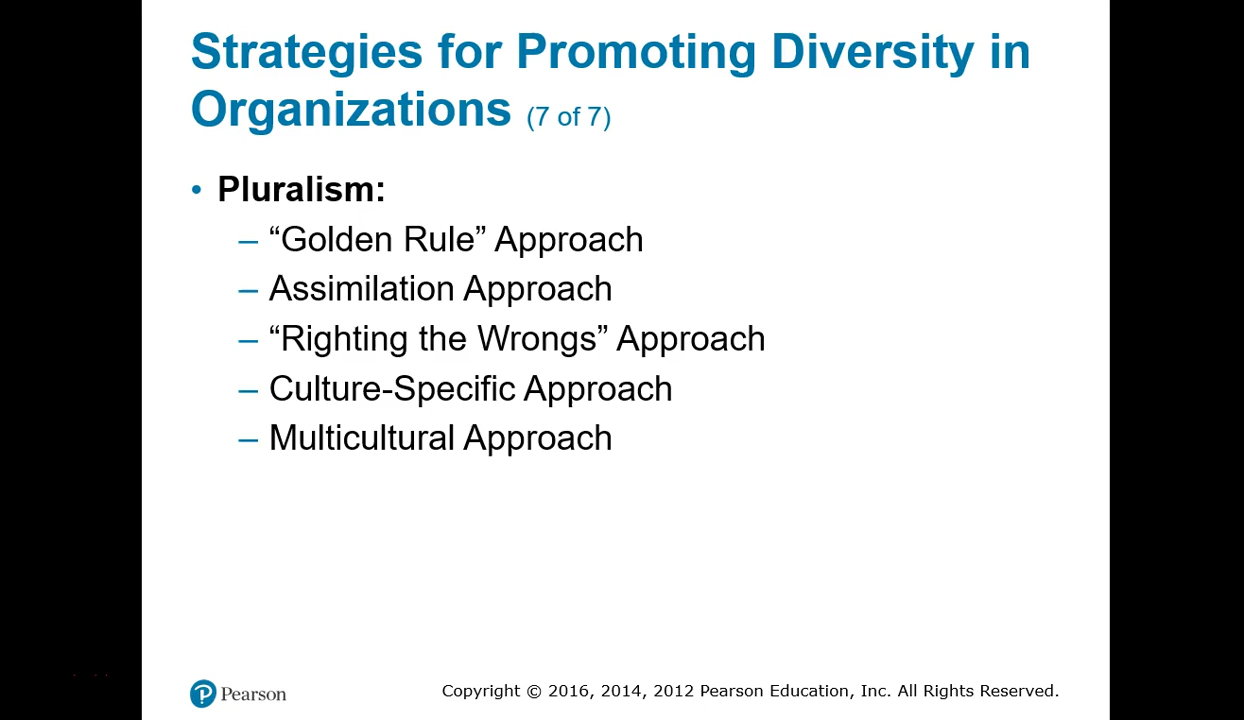 Strategies for Promoting Diversity in
Organizations (7 of 7)
• Pluralism:
– “Golden Rule” Approach
– Assimilation Approach
– “Righting the Wrongs” Approach
– Culture-Specific Approach
– Multicultural Approach
Pearson
Copyright © 2016, 2014, 2012 Pearson Education, Inc. All Rights Reserved.